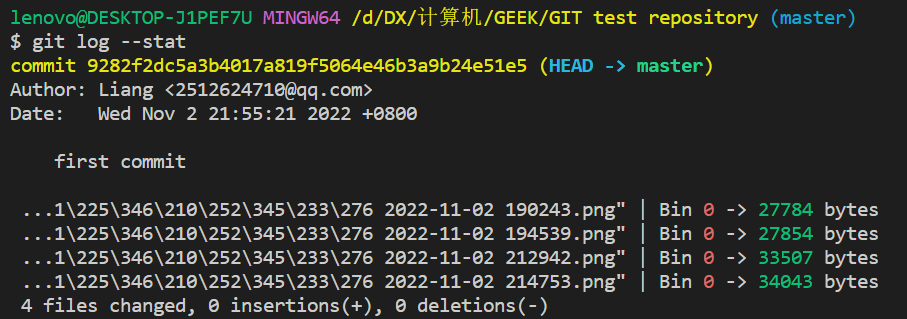 lenovo@DESKTOP-J1PEF7U MINGW64 /d/DX/计算机/GEEK/GIT test repository (master)
$ git log --stat
commit 9282f2dc5a3b4017a819f5064e46b3a9b24e51e5 (HEAD -> master)
Author: Liang <2512624710@qq.com>
Date:   Wed Nov 2 21:55:21 2022 +0800
    first commit
 ...1\225\346\210\252\345\233\276 2022-11-02 190243.png" | Bin 0 -> 27784 bytes
 ...1\225\346\210\252\345\233\276 2022-11-02 194539.png" | Bin 0 -> 27854 bytes
 ...1\225\346\210\252\345\233\276 2022-11-02 212942.png" | Bin 0 -> 33507 bytes
 ...1\225\346\210\252\345\233\276 2022-11-02 214753.png" | Bin 0 -> 34043 bytes
 4 files changed, 0 insertions(+), 0 deletions(-)